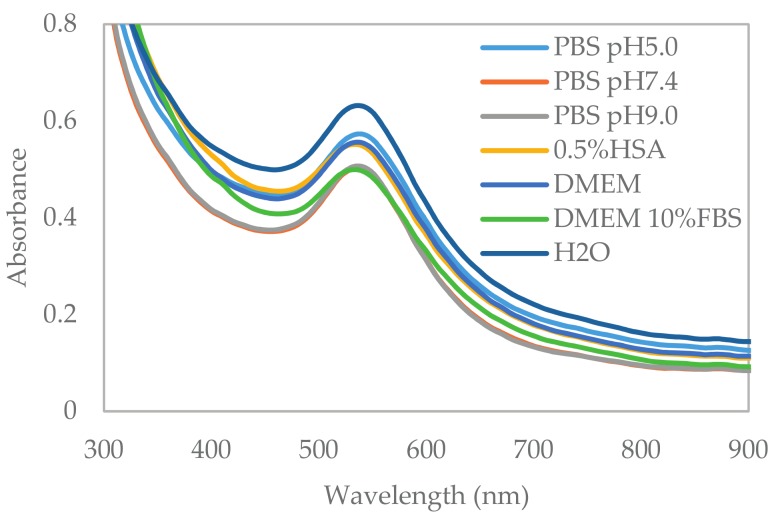 0.8
0.6
0.4
0.2
0
Absorbance
PBS pH5.0
PBS pH7.4
PBS pH9.0
0.5%HSA
DMEM
DMEM 10%FBS
H2O
300 400 500 600 700 800 900
Wavelength (nm)